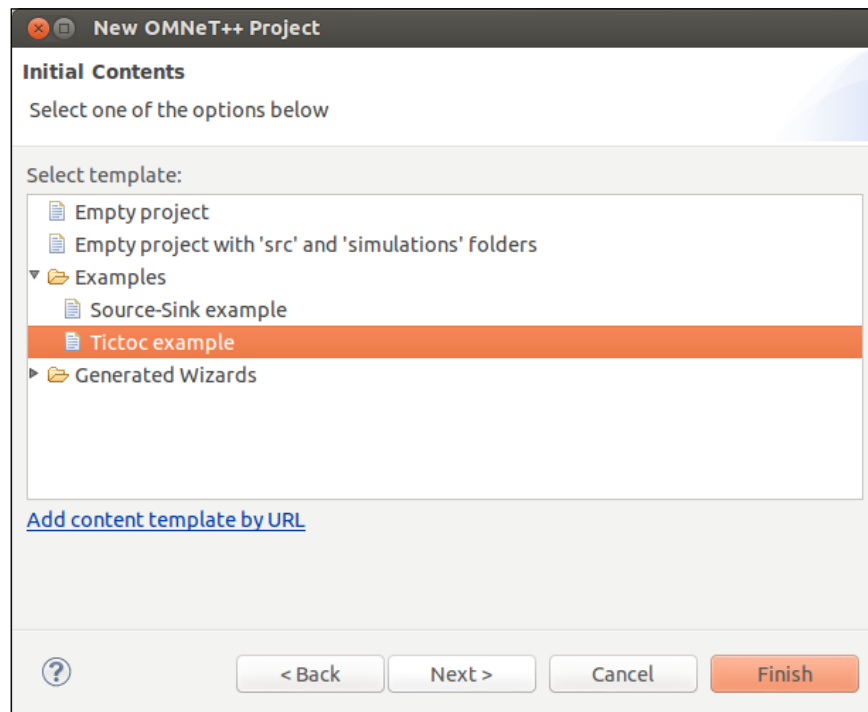 New OMNeT++ Project
Initial Contents
Select one of the options below
Select template:
Empty project
Empty project with 'src' and 'simulations' folders
Examples
Source-Sink example
Tictoc example
Generated Wizards
Add content template by URL
?
< Back
Next >
Cancel
Finish